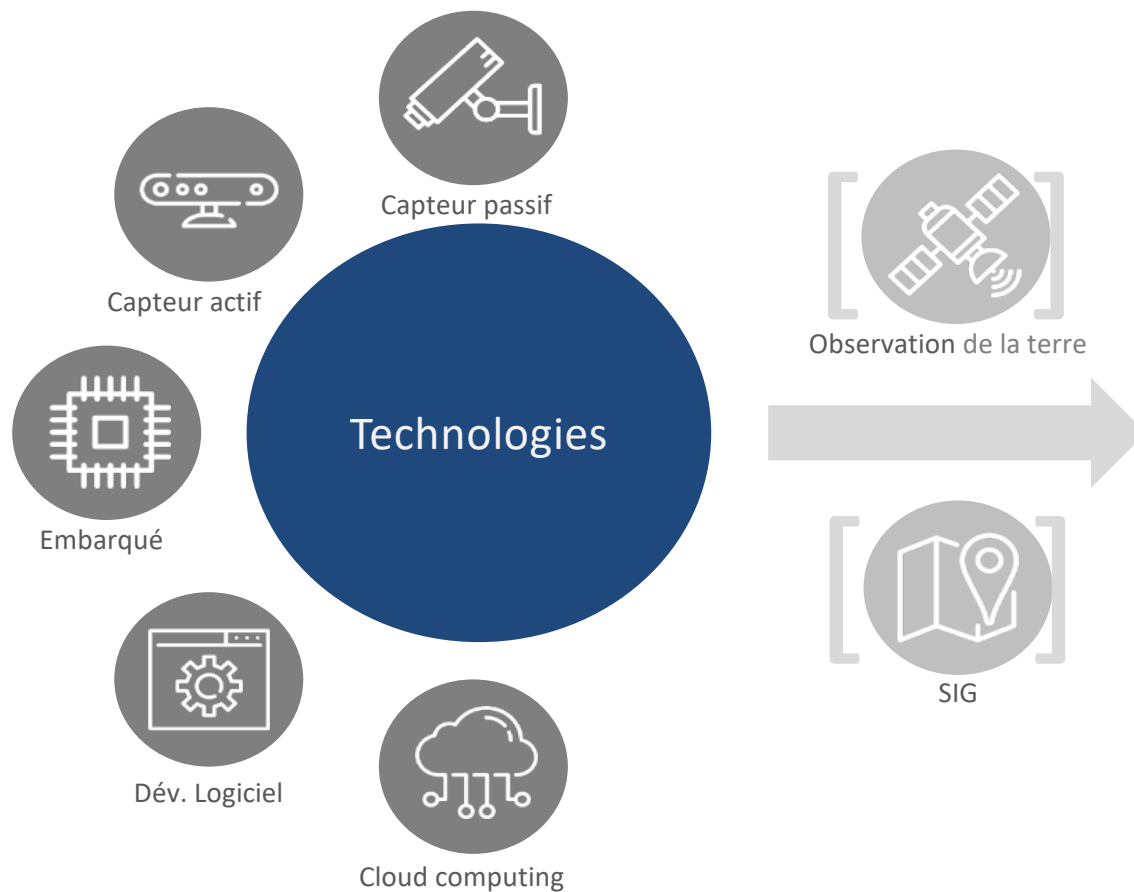 Capteur passif
Capteur actif
Observation de la terre
Technologies
Embarqué
SIG
Dév. Logiciel
Cloud computing